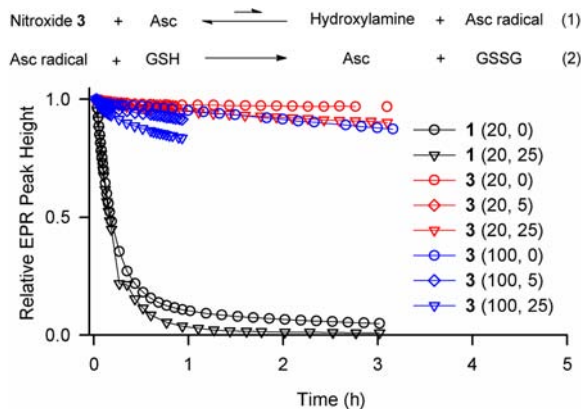 Nitroxide 3 + Asc Hydroxylamine + Asc radical (1)
Asc radical + GSH Asc + GSSG (2)
Relative EPR Peak Height
1.0
0.5
0.0
0 1 2 3 4
Time (h)
1 (20, 0)
1 (20, 25)
3 (20, 0)
3 (20, 5)
3 (20, 25)
3 (100, 0)
3 (100, 5)
3 (100, 25)